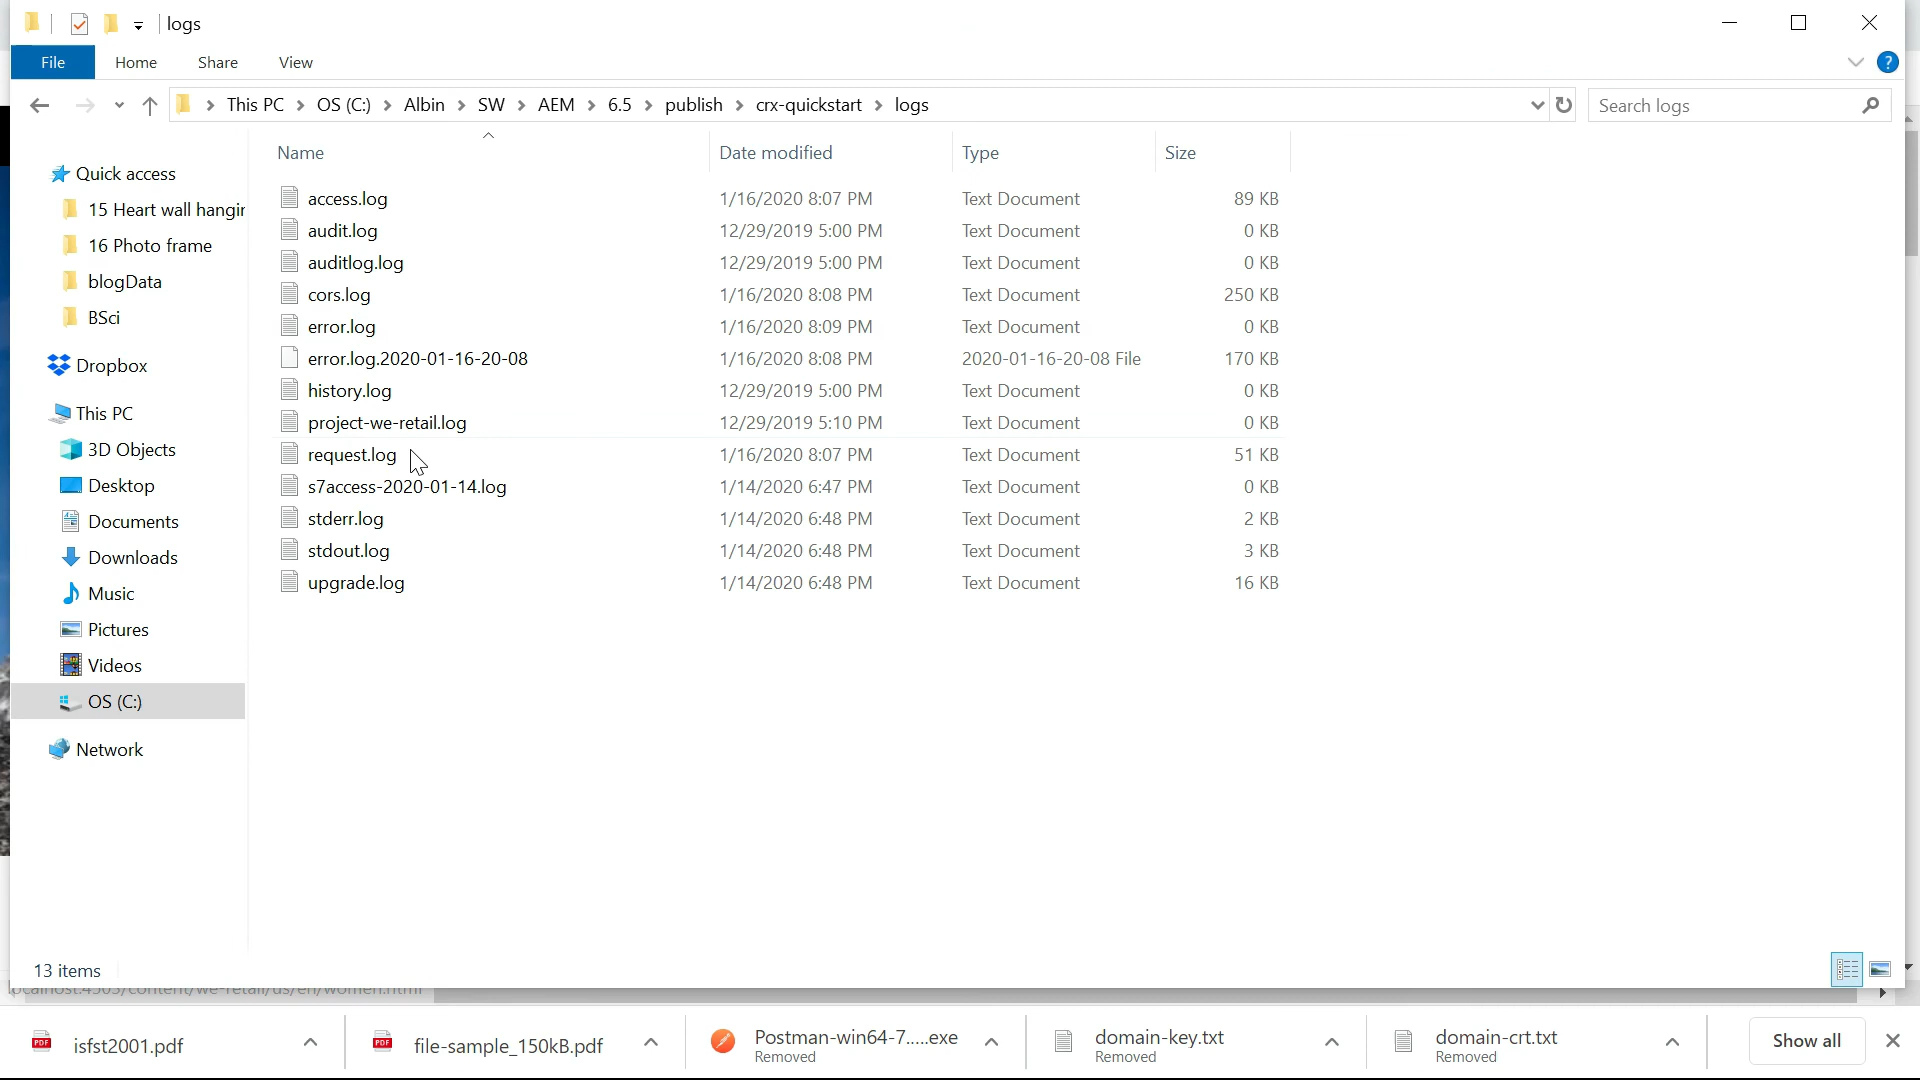 logs
File Home Share View
This PC OS (C:) Albin SW AEM 6.5 publish crx-quickstart logs
Search logs
Name Date modified Type Size
Quick access
15 Heart wall hangir
16 Photo frame
blogData
BSci
Dropbox
This PC
3D Objects
Desktop
Documents
Downloads
Music
Pictures
Videos
OS (C:)
Network
access.log 1/16/2020 8:07 PM Text Document 89 KB
audit.log 12/29/2019 5:00 PM Text Document 0 KB
auditlog.log 12/29/2019 5:00 PM Text Document 0 KB
cors.log 1/16/2020 8:08 PM Text Document 250 KB
error.log 1/16/2020 8:09 PM Text Document 0 KB
error.log.2020-01-16-20-08 1/16/2020 8:08 PM 2020-01-16-20-08 File 170 KB
history.log 12/29/2019 5:00 PM Text Document 0 KB
project-we-retail.log 12/29/2019 5:10 PM Text Document 0 KB
request.log 1/16/2020 8:07 PM Text Document 51 KB
s7access-2020-01-14.log 1/14/2020 6:47 PM Text Document 0 KB
stderr.log 1/14/2020 6:48 PM Text Document 2 KB
stdout.log 1/14/2020 6:48 PM Text Document 3 KB
upgrade.log 1/14/2020 6:48 PM Text Document 16 KB
13 items
isfst2001.pdf
file-sample_150kB.pdf
Postman-win64-7.....exe
Removed
domain-key.txt
Removed
domain-crt.txt
Removed
Show all